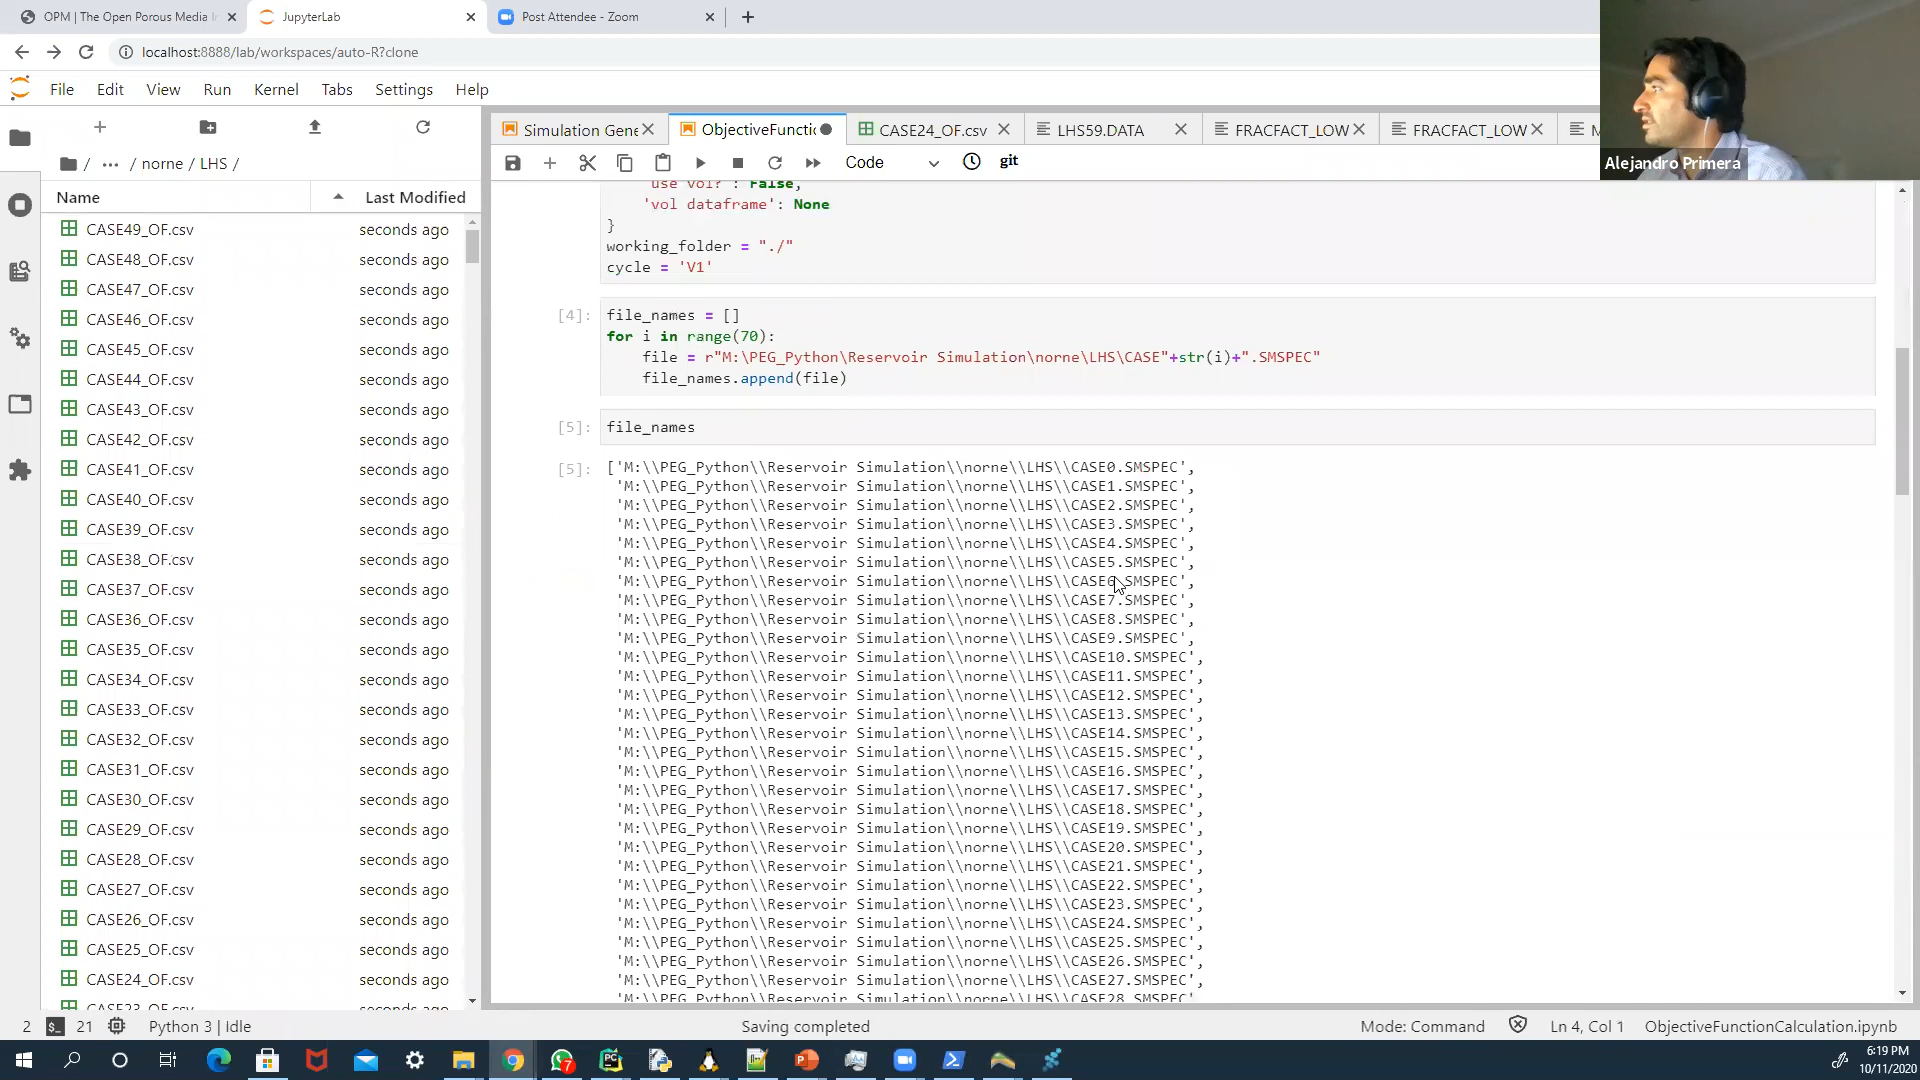 OPM | The Open Porous Media In
JupyterLab
Post Attendee - Zoom
localhost:8888/lab/workspaces/auto-R?clone
File Edit View Run Kernel Tabs Settings Help
Alejandro Primera
Simulation Gene
ObjectiveFuncti
CASE24_OF.csv
LHS59.DATA
FRACFACT_LOW
FRACFACT_LOW
M
Code
git
/ ... / norne / LHS /
Name
Last Modified
CASE49_OF.csv seconds ago
CASE48_OF.csv seconds ago
CASE47_OF.csv seconds ago
CASE46_OF.csv seconds ago
CASE45_OF.csv seconds ago
CASE44_OF.csv seconds ago
CASE43_OF.csv seconds ago
CASE42_OF.csv seconds ago
CASE41_OF.csv seconds ago
CASE40_OF.csv seconds ago
CASE39_OF.csv seconds ago
CASE38_OF.csv seconds ago
CASE37_OF.csv seconds ago
CASE36_OF.csv seconds ago
CASE35_OF.csv seconds ago
CASE34_OF.csv seconds ago
CASE33_OF.csv seconds ago
CASE32_OF.csv seconds ago
CASE31_OF.csv seconds ago
CASE30_OF.csv seconds ago
CASE29_OF.csv seconds ago
CASE28_OF.csv seconds ago
CASE27_OF.csv seconds ago
CASE26_OF.csv seconds ago
CASE25_OF.csv seconds ago
CASE24_OF.csv seconds ago
CASE23_OF.csv seconds ago
'use vol?': False,
'vol dataframe': None
}
working_folder = "./"
cycle = 'V1'
[4]: file_names = []
for i in range(70):
file = r"M:\PEG_Python\Reservoir Simulation\norne\LHS\CASE"+str(i)+".SMSPEC"
file_names.append(file)
[5]: file_names
[5]: ['M:\\PEG_Python\\Reservoir Simulation\\norne\\LHS\\CASE0.SMSPEC',
'M:\\PEG_Python\\Reservoir Simulation\\norne\\LHS\\CASE1.SMSPEC',
'M:\\PEG_Python\\Reservoir Simulation\\norne\\LHS\\CASE2.SMSPEC',
'M:\\PEG_Python\\Reservoir Simulation\\norne\\LHS\\CASE3.SMSPEC',
'M:\\PEG_Python\\Reservoir Simulation\\norne\\LHS\\CASE4.SMSPEC',
'M:\\PEG_Python\\Reservoir Simulation\\norne\\LHS\\CASE5.SMSPEC',
'M:\\PEG_Python\\Reservoir Simulation\\norne\\LHS\\CASE6.SMSPEC',
'M:\\PEG_Python\\Reservoir Simulation\\norne\\LHS\\CASE7.SMSPEC',
'M:\\PEG_Python\\Reservoir Simulation\\norne\\LHS\\CASE8.SMSPEC',
'M:\\PEG_Python\\Reservoir Simulation\\norne\\LHS\\CASE9.SMSPEC',
'M:\\PEG_Python\\Reservoir Simulation\\norne\\LHS\\CASE10.SMSPEC',
'M:\\PEG_Python\\Reservoir Simulation\\norne\\LHS\\CASE11.SMSPEC',
'M:\\PEG_Python\\Reservoir Simulation\\norne\\LHS\\CASE12.SMSPEC',
'M:\\PEG_Python\\Reservoir Simulation\\norne\\LHS\\CASE13.SMSPEC',
'M:\\PEG_Python\\Reservoir Simulation\\norne\\LHS\\CASE14.SMSPEC',
'M:\\PEG_Python\\Reservoir Simulation\\norne\\LHS\\CASE15.SMSPEC',
'M:\\PEG_Python\\Reservoir Simulation\\norne\\LHS\\CASE16.SMSPEC',
'M:\\PEG_Python\\Reservoir Simulation\\norne\\LHS\\CASE17.SMSPEC',
'M:\\PEG_Python\\Reservoir Simulation\\norne\\LHS\\CASE18.SMSPEC',
'M:\\PEG_Python\\Reservoir Simulation\\norne\\LHS\\CASE19.SMSPEC',
'M:\\PEG_Python\\Reservoir Simulation\\norne\\LHS\\CASE20.SMSPEC',
'M:\\PEG_Python\\Reservoir Simulation\\norne\\LHS\\CASE21.SMSPEC',
'M:\\PEG_Python\\Reservoir Simulation\\norne\\LHS\\CASE22.SMSPEC',
'M:\\PEG_Python\\Reservoir Simulation\\norne\\LHS\\CASE23.SMSPEC',
'M:\\PEG_Python\\Reservoir Simulation\\norne\\LHS\\CASE24.SMSPEC',
'M:\\PEG_Python\\Reservoir Simulation\\norne\\LHS\\CASE25.SMSPEC',
'M:\\PEG_Python\\Reservoir Simulation\\norne\\LHS\\CASE26.SMSPEC',
'M:\\PEG_Python\\Reservoir Simulation\\norne\\LHS\\CASE27.SMSPEC',
'M:\\PEG_Python\\Reservoir Simulation\\norne\\LHS\\CASE28.SMSPEC',
2 21 Python 3 | Idle
Saving completed
Mode: Command Ln 4, Col 1 ObjectiveFunctionCalculation.ipynb
6:19 PM
10/11/2020